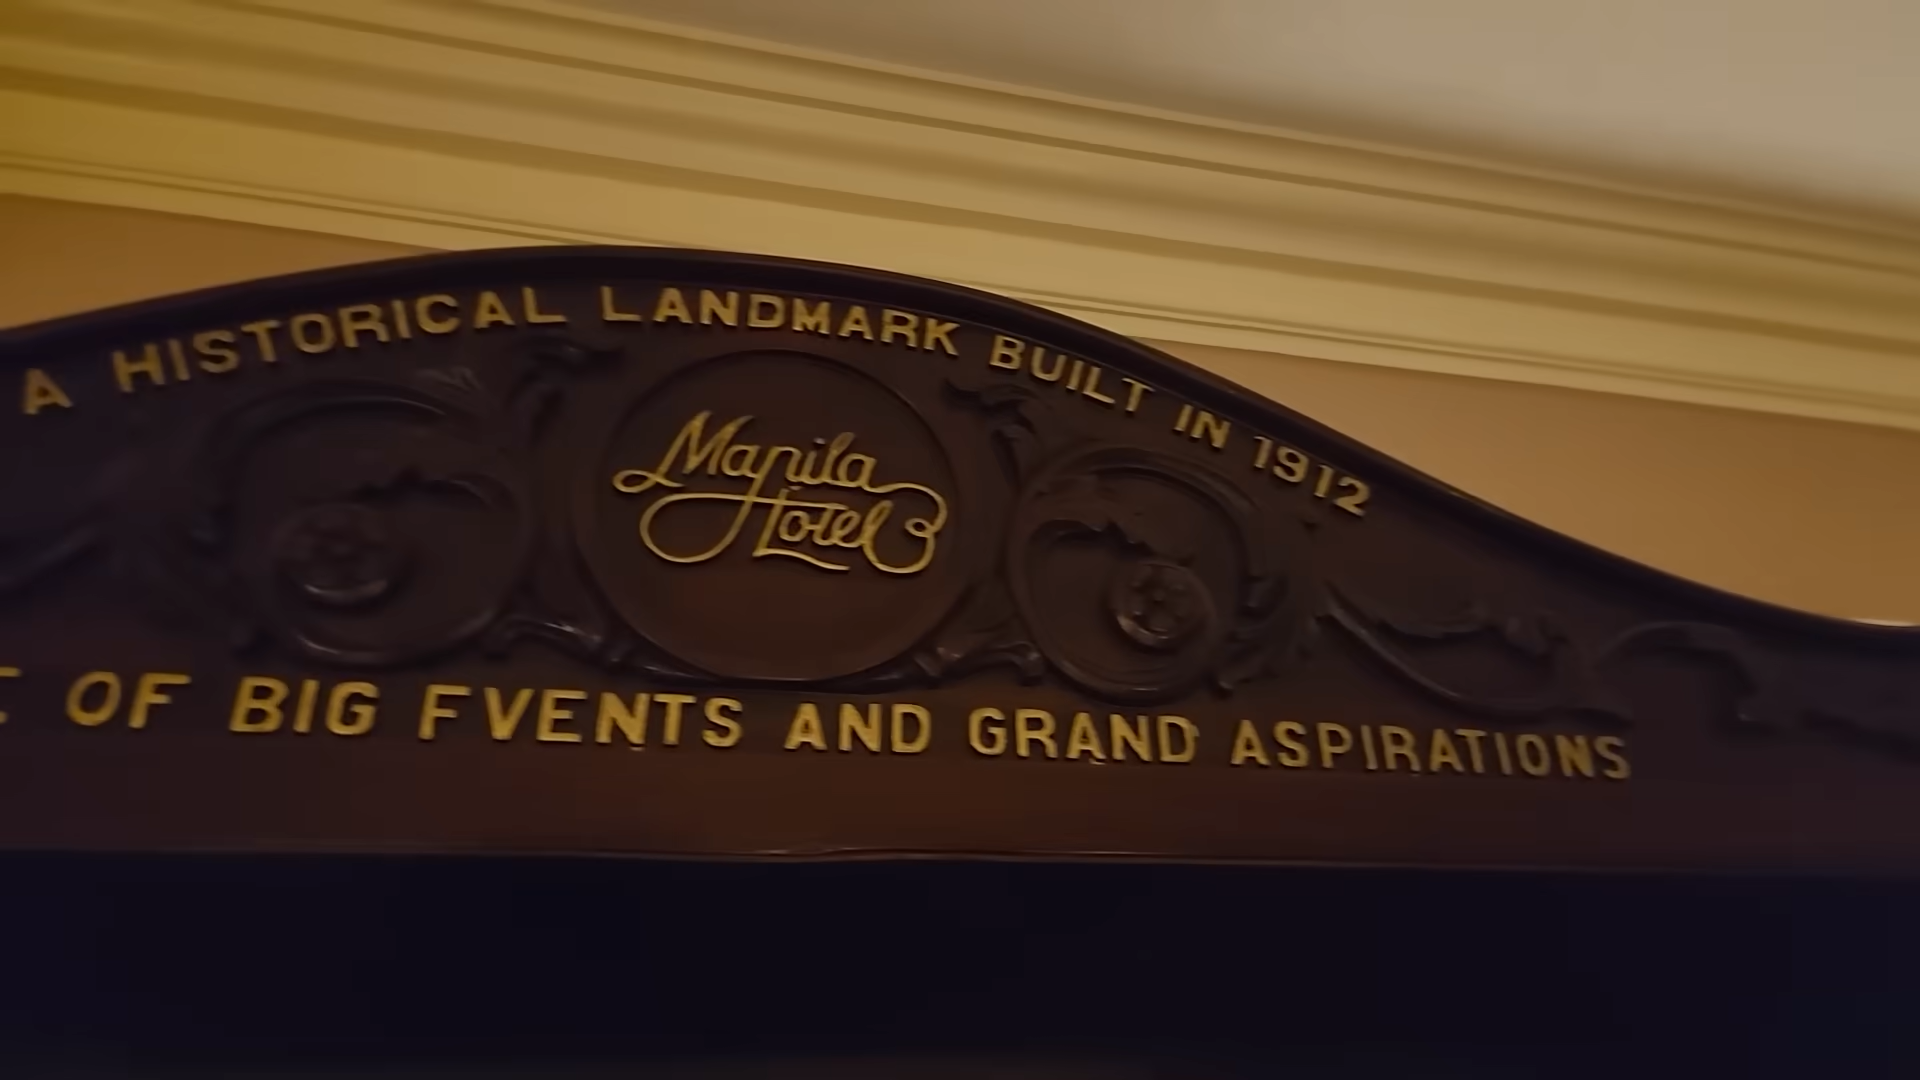 A HISTORICAL LANDMARK BUILT IN 1912
Manila
Hotel
OF BIG FVENTS AND GRAND ASPIRATIONS